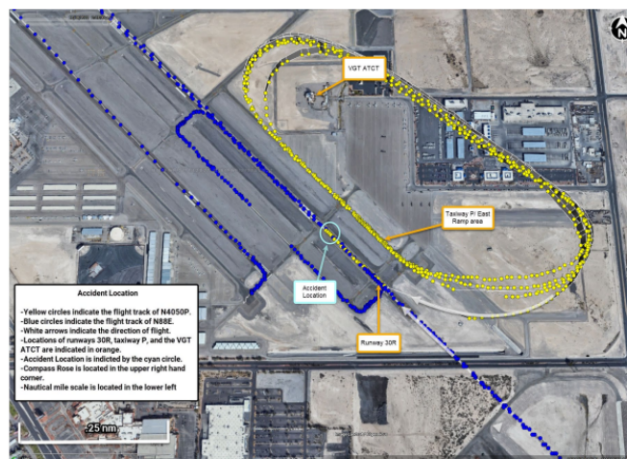 N
VGT ATCT
Taxiway P/ East
Ramp area
Accident
Location
Runway 30R
Accident Location
-Yellow circles indicate the flight track of N4050P.
-Blue circles indicate the flight track of N88E.
-White arrows indicate the direction of flight.
-Locations of runways 30R, taxiway P, and the VGT
ATCT are indicated in orange.
-Accident Location is indicted by the cyan circle.
-Compass Rose is located in the upper right hand
corner.
-Nautical mile scale is located in the lower left
.25 nm